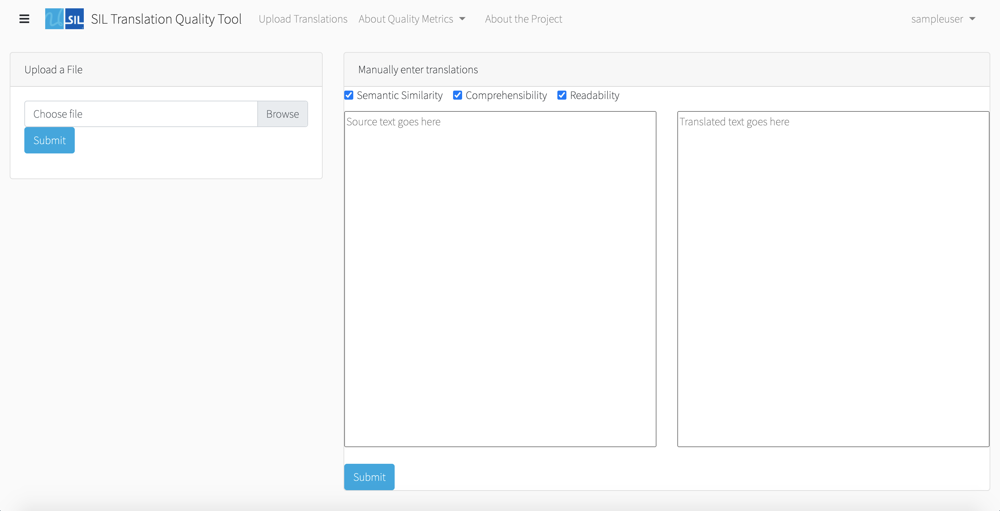 SIL SIL Translation Quality Tool Upload Translations About Quality Metrics About the Project sampleuser
Upload a File
Choose file Browse
Submit
Manually enter translations
Semantic Similarity Comprehensibility Readability
Source text goes here Translated text goes here
Submit